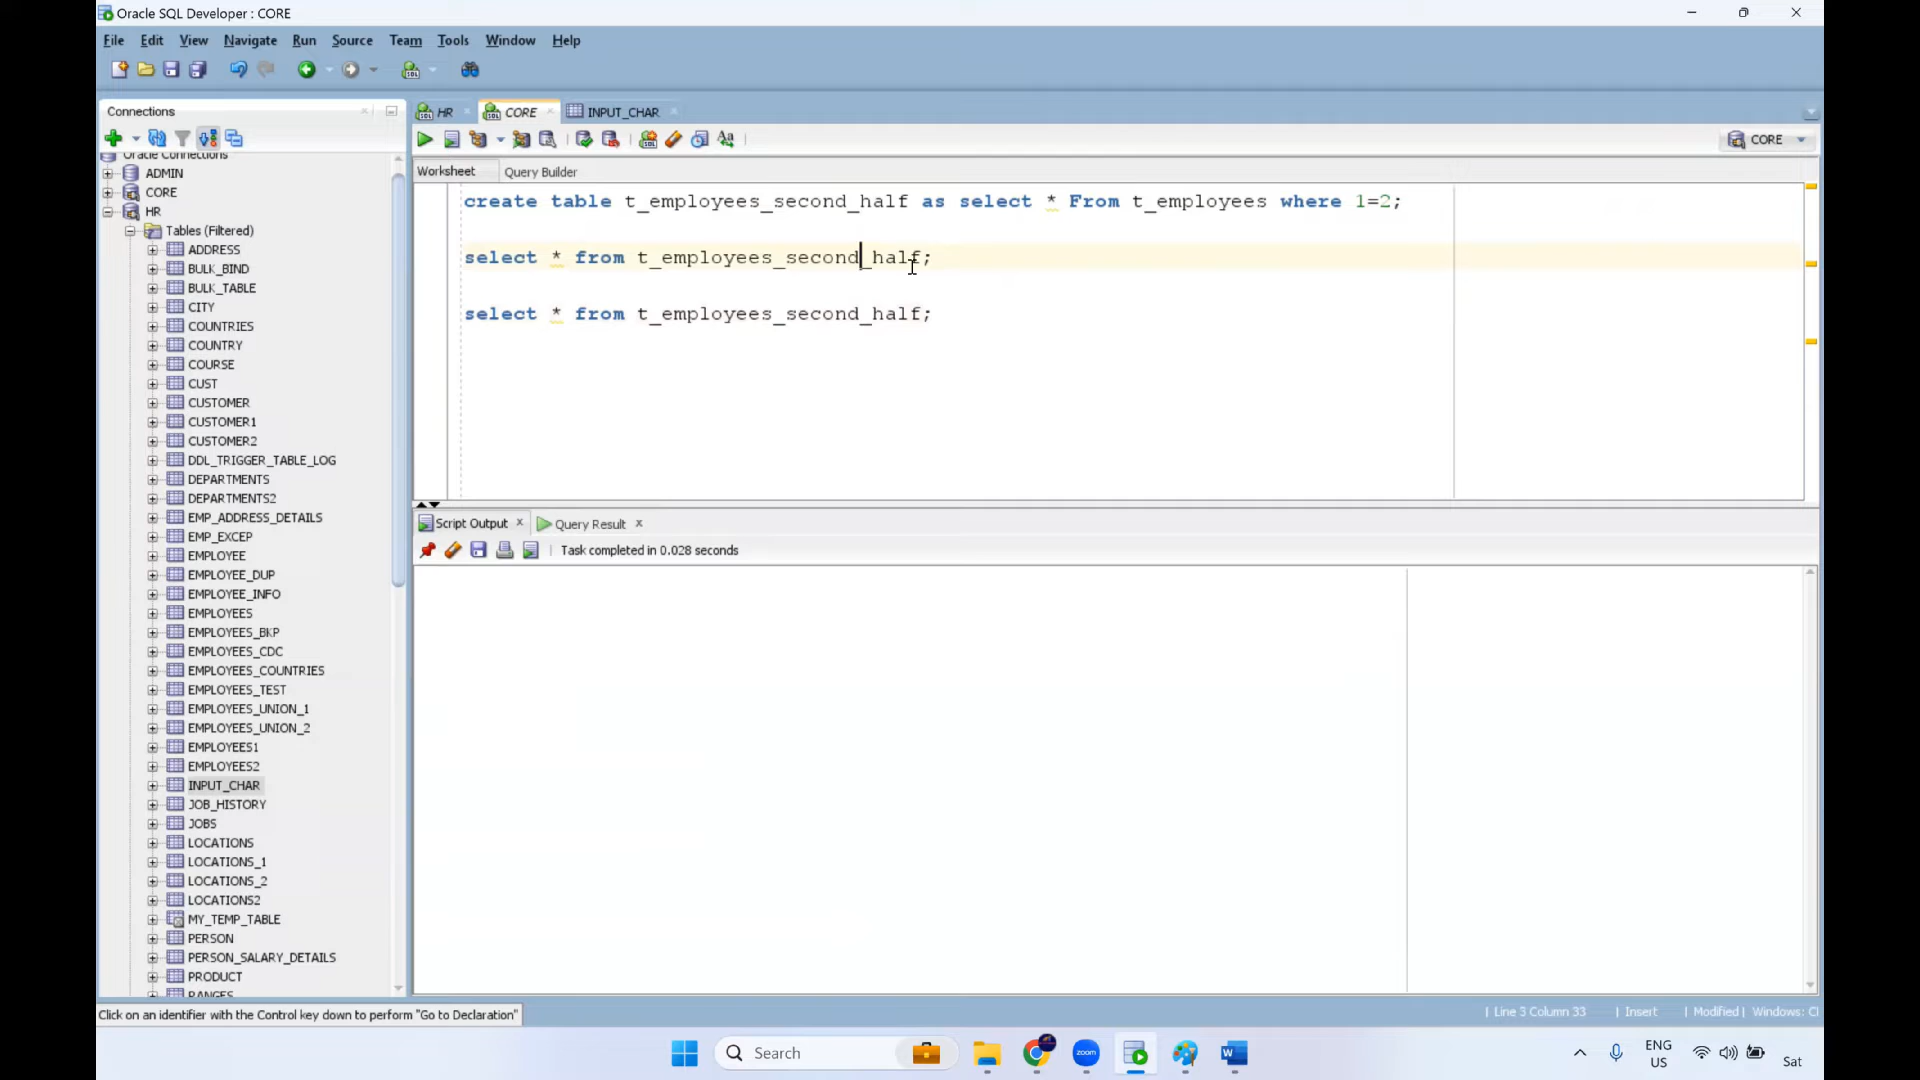 Oracle SQL Developer : CORE
File Edit View Navigate Run Source Team Tools Window Help
Connections
HR
CORE
INPUT_CHAR
CORE
Oracle Connections
ADMIN
CORE
HR
Tables (Filtered)
ADDRESS
BULK_BIND
BULK_TABLE
CITY
COUNTRIES
COUNTRY
COURSE
CUST
CUSTOMER
CUSTOMER1
CUSTOMER2
DDL_TRIGGER_TABLE_LOG
DEPARTMENTS
DEPARTMENTS2
EMP_ADDRESS_DETAILS
EMP_EXCEP
EMPLOYEE
EMPLOYEE_DUP
EMPLOYEE_INFO
EMPLOYEES
EMPLOYEES_BKP
EMPLOYEES_CDC
EMPLOYEES_COUNTRIES
EMPLOYEES_TEST
EMPLOYEES_UNION_1
EMPLOYEES_UNION_2
EMPLOYEES1
EMPLOYEES2
INPUT_CHAR
JOB_HISTORY
JOBS
LOCATIONS
LOCATIONS_1
LOCATIONS_2
LOCATIONS2
MY_TEMP_TABLE
PERSON
PERSON_SALARY_DETAILS
PRODUCT
RANGES
Worksheet
Query Builder
create table t_employees_second_half as select * From t_employees where 1=2;
select * from t_employees_second_half;
select * from t_employees_second_half;
Script Output
Query Result
Task completed in 0.028 seconds
Click on an identifier with the Control key down to perform "Go to Declaration"
Line 3 Column 33
Insert
Modified
Windows: Cl
Search
zoom
W
ENG
US
Sat